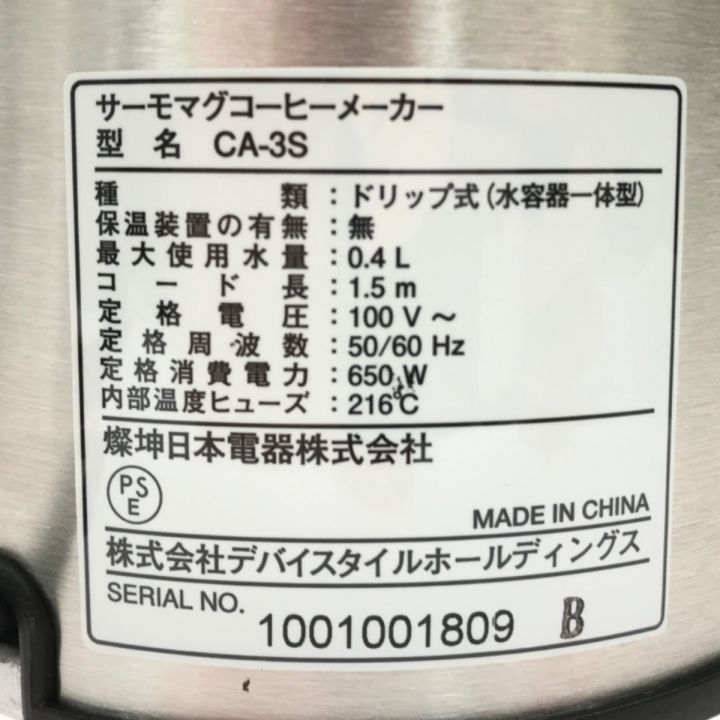 サーモマグコーヒーメーカー
型名 CA-3S
種類：ドリップ式(水容器一体型)
保温装置の有無：無
最大使用水量：0.4 L
コード長：1.5 m
定格電圧：100 V～
定格周波数：50/60 Hz
定格消費電力：650 W
内部温度ヒューズ：216℃
燦坤日本電器株式会社
PS
E
MADE IN CHINA
株式会社デバイスタイルホールディングス
SERIAL NO.
1001001809 B